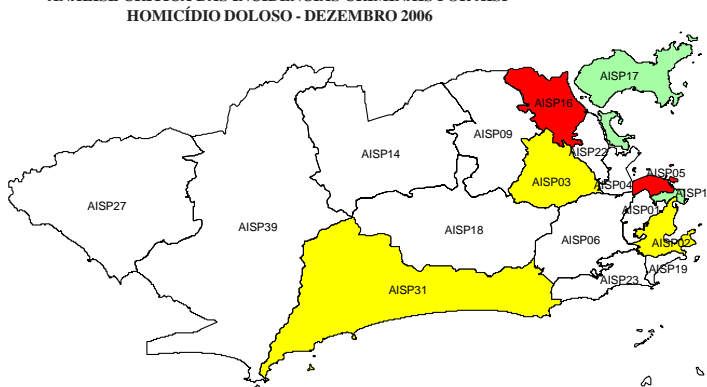 HOMICÍDIO DOLOSO - DEZEMBRO 2006
AISP17
AISP16
AISP09
AISP22
AISP14
AISP05
AISP03
AISP04
AISP1
AISP27
AISP01
AISP39
AISP18
AISP06
AISP02
AISP19
AISP23
AISP31